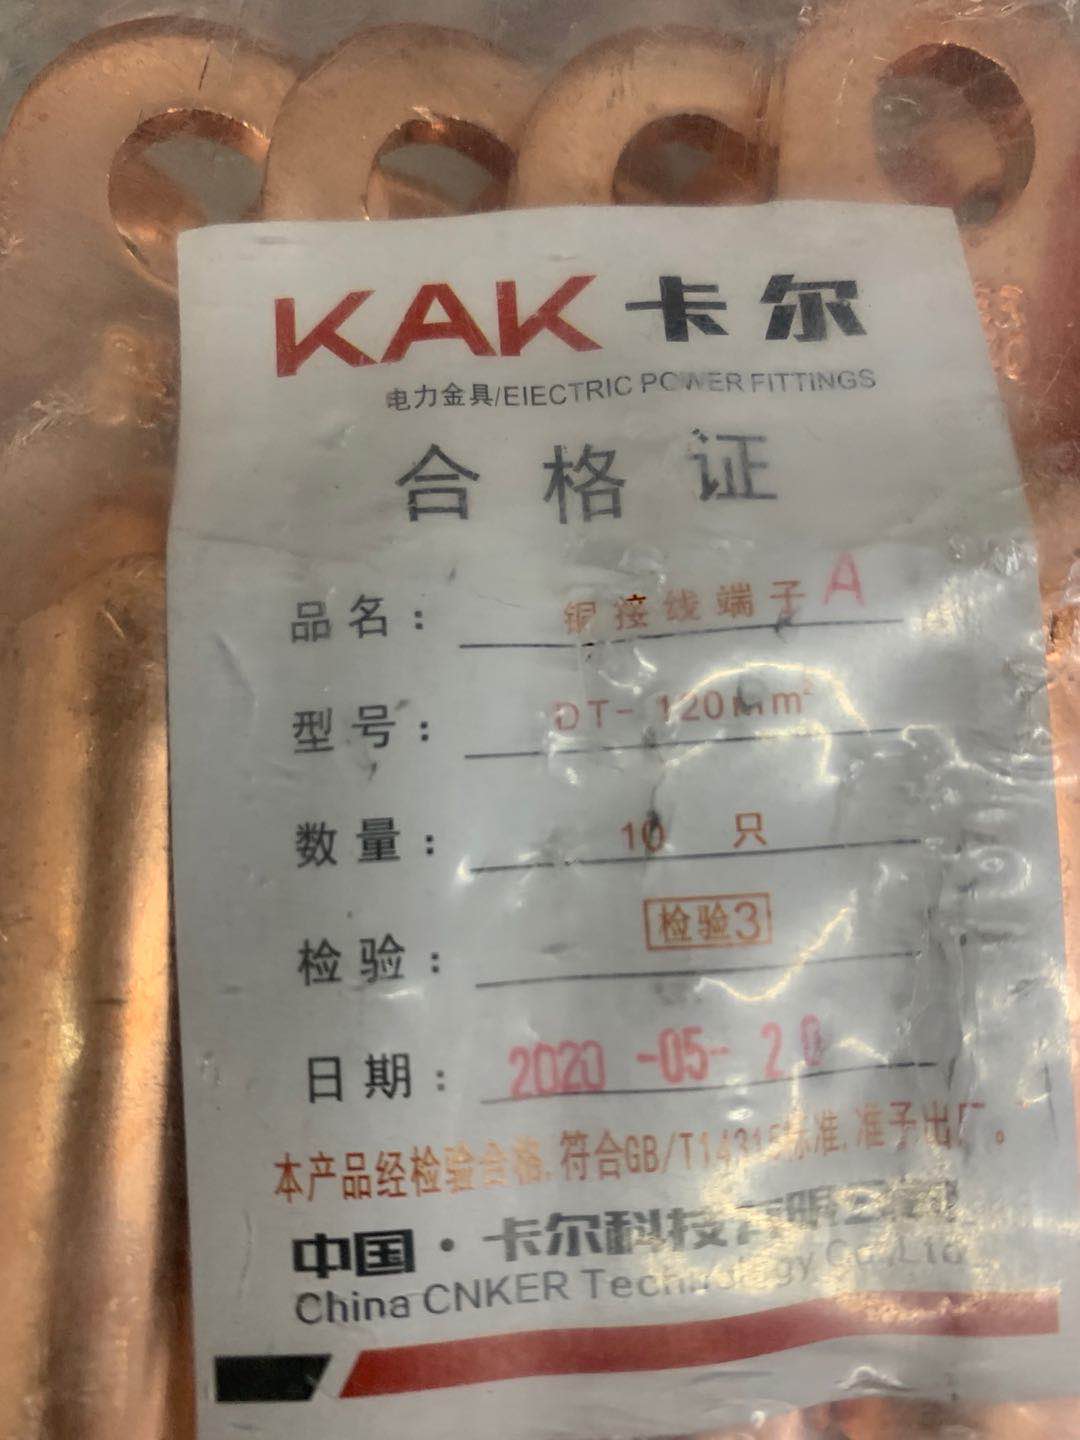 KAK 卡尔
电力金具/EIECTRIC POWER FITTINGS
合格证
品名: 铜接线端子 A
型号: DT-120mm²
数量: 10 只
检验: 检验3
日期: 2020-05-20
本产品经检验合格.符合GB/T14315标准.准予出厂。
中国·卡尔科技有限公司
China CNKER Technology Co.,Ltd